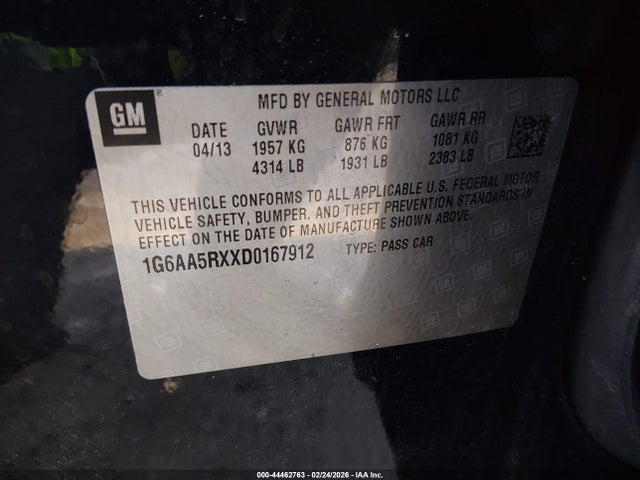 GM
MFD BY GENERAL MOTORS LLC
DATE GVWR GAWR FRT GAWR RR
04/13 1957 KG 876 KG 1081 KG
4314 LB 1931 LB 2383 LB
THIS VEHICLE CONFORMS TO ALL APPLICABLE U.S. FEDERAL MOTOR
VEHICLE SAFETY, BUMPER, AND THEFT PREVENTION STANDARDS IN
EFFECT ON THE DATE OF MANUFACTURE SHOWN ABOVE.
1G6AA5RXXD0167912 TYPE: PASS CAR
000-44462763 - 02/24/2026 - IAA Inc.